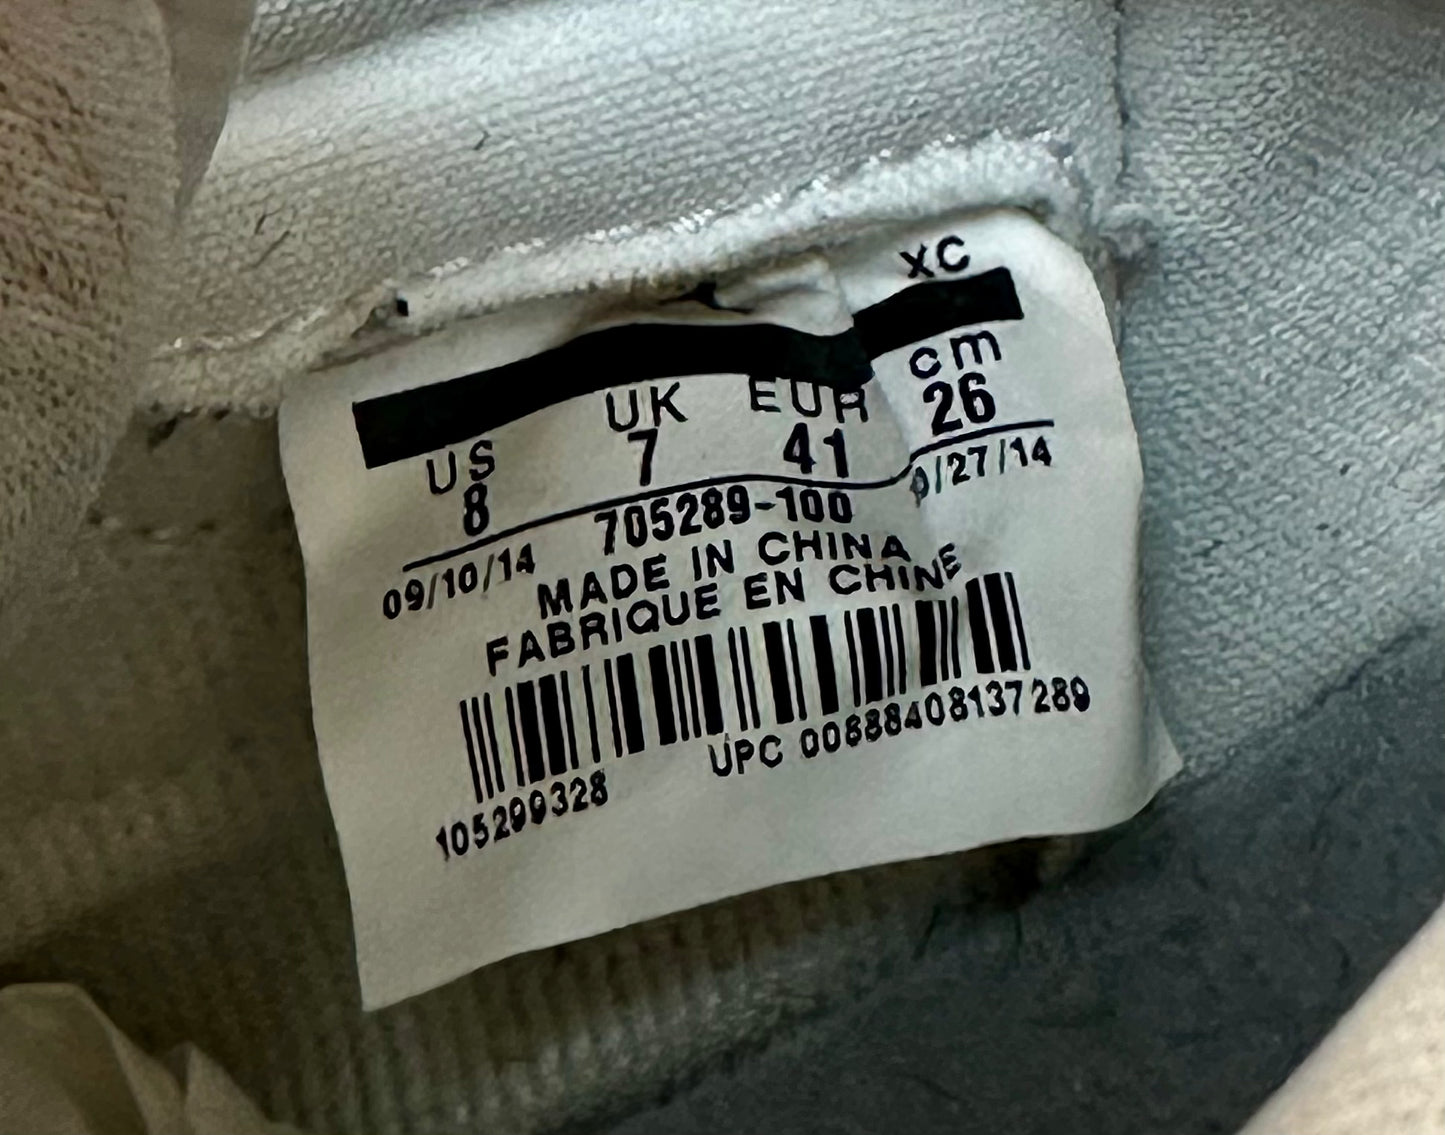 XC
US UK EUR cm
8 7 41 26
09/10/14 705289-100 /27/14
MADE IN CHINA
FABRIQUE EN CHINE
105299328 UPC 00888408137289